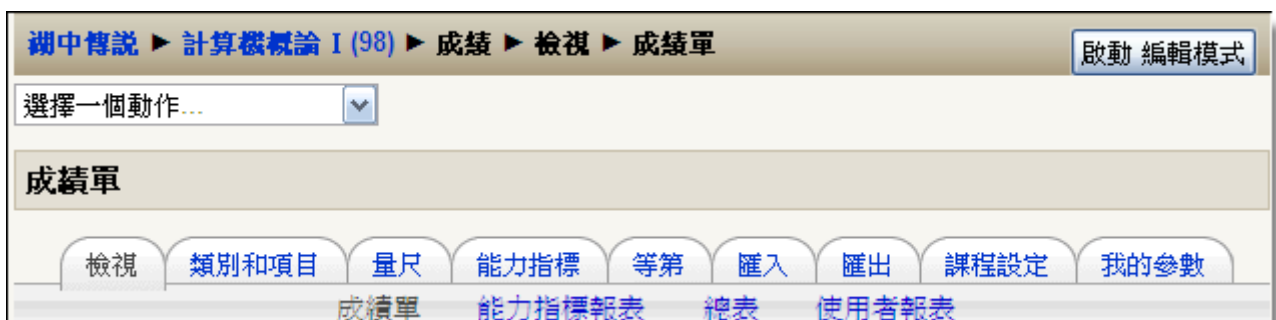 湖中傳說 ► 計算機概論 I (98) ► 成績 ► 檢視 ► 成績單
啟動 編輯模式
選擇一個動作...
成績單
檢視 類別和項目 量尺 能力指標 等第 匯入 匯出 課程設定 我的參數
成績單 能力指標報表 總表 使用者報表